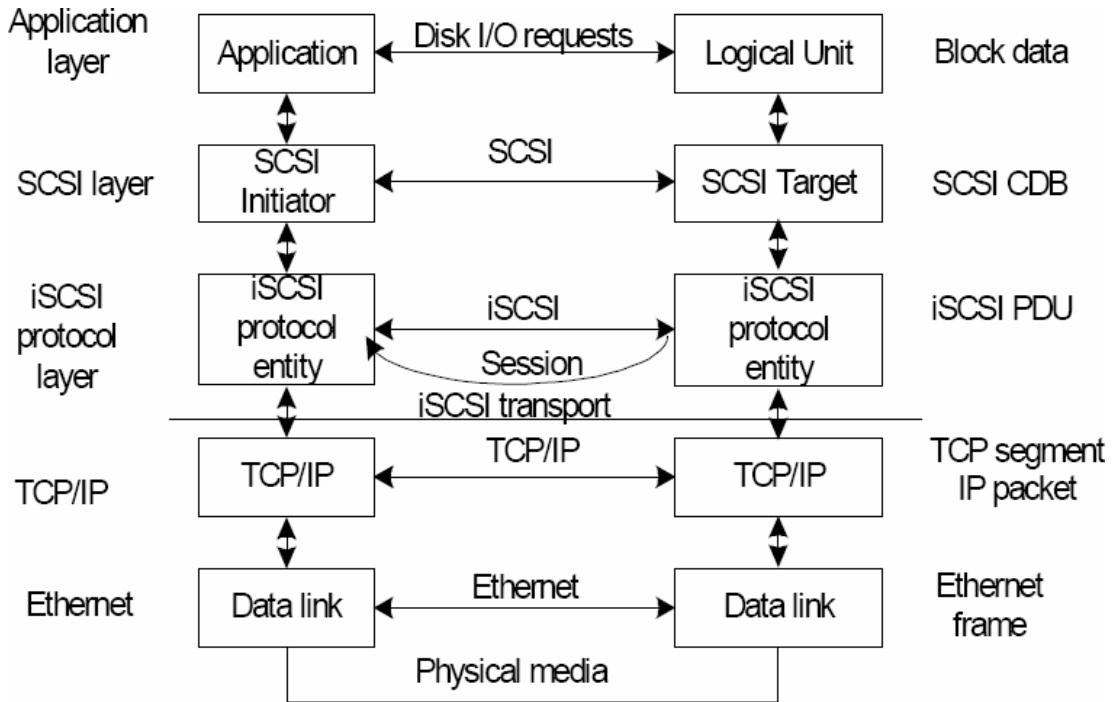 Application
layer
Application
Disk I/O requests
Logical Unit
Block data
SCSI layer
SCSI
Initiator
SCSI
SCSI Target
SCSI CDB
iSCSI
protocol
layer
iSCSI
protocol
entity
iSCSI
Session
iSCSI
protocol
entity
iSCSI PDU
iSCSI transport
TCP/IP
TCP/IP
TCP/IP
TCP/IP
TCP segment
IP packet
Ethernet
Data link
Ethernet
Data link
Ethernet
frame
Physical media